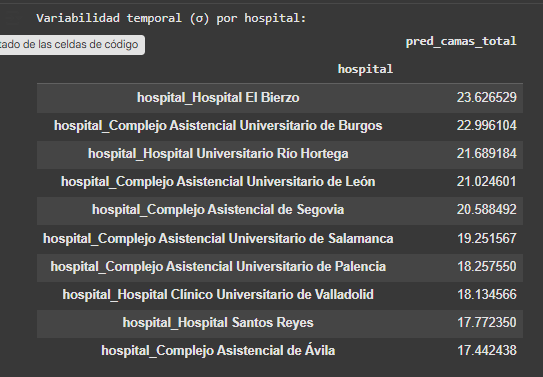 Variabilidad temporal (σ) por hospital:
tado de las celdas de código
pred_camas_total
hospital
hospital_Hospital El Bierzo 23.626529
hospital_Complejo Asistencial Universitario de Burgos 22.996104
hospital_Hospital Universitario Río Hortega 21.689184
hospital_Complejo Asistencial Universitario de León 21.024601
hospital_Complejo Asistencial de Segovia 20.588492
hospital_Complejo Asistencial Universitario de Salamanca 19.251567
hospital_Complejo Asistencial Universitario de Palencia 18.257550
hospital_Hospital Clínico Universitario de Valladolid 18.134566
hospital_Hospital Santos Reyes 17.772350
hospital_Complejo Asistencial de Ávila 17.442438